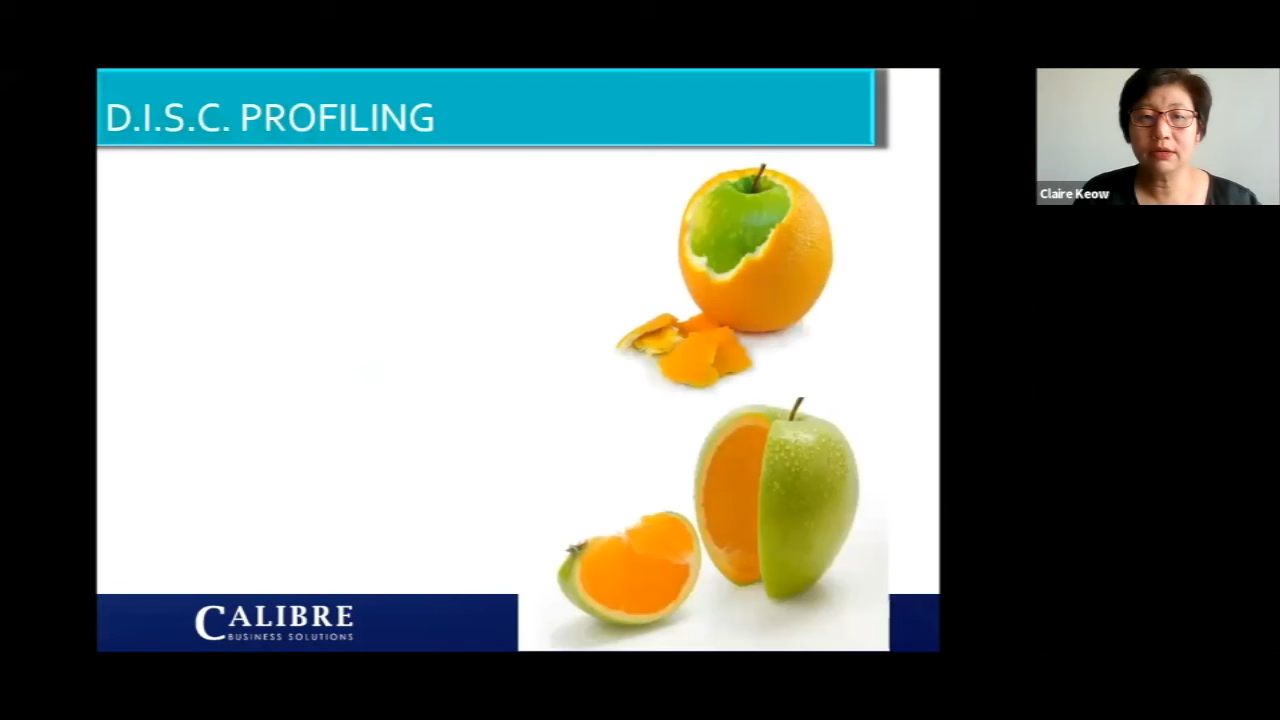 D.I.S.C. PROFILING
Claire Keow
CALIBRE
BUSINESS SOLUTIONS